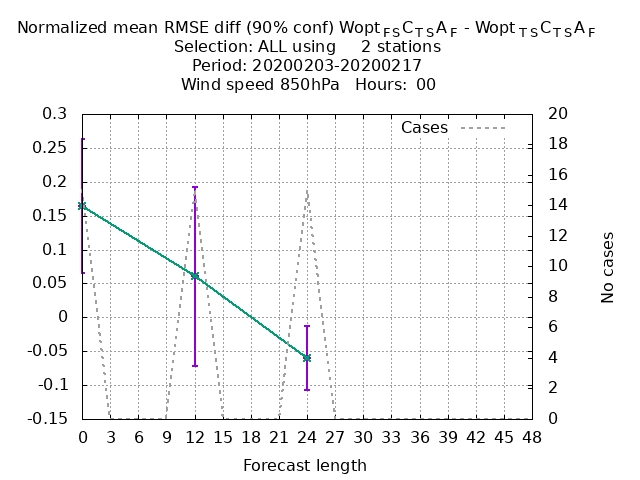 Normalized mean RMSE diff (90% conf) Wopt FS C TS A F - Wopt TS C TS A F
Selection: ALL using 2 stations
Period: 20200203-20200217
Wind speed 850hPa Hours: 00
Cases
0.3
0.25
0.2
0.15
0.1
0.05
0
-0.05
-0.1
-0.15
20
18
16
14
12
10
8
6
4
2
0
No cases
0 3 6 9 12 15 18 21 24 27 30 33 36 39 42 45 48
Forecast length